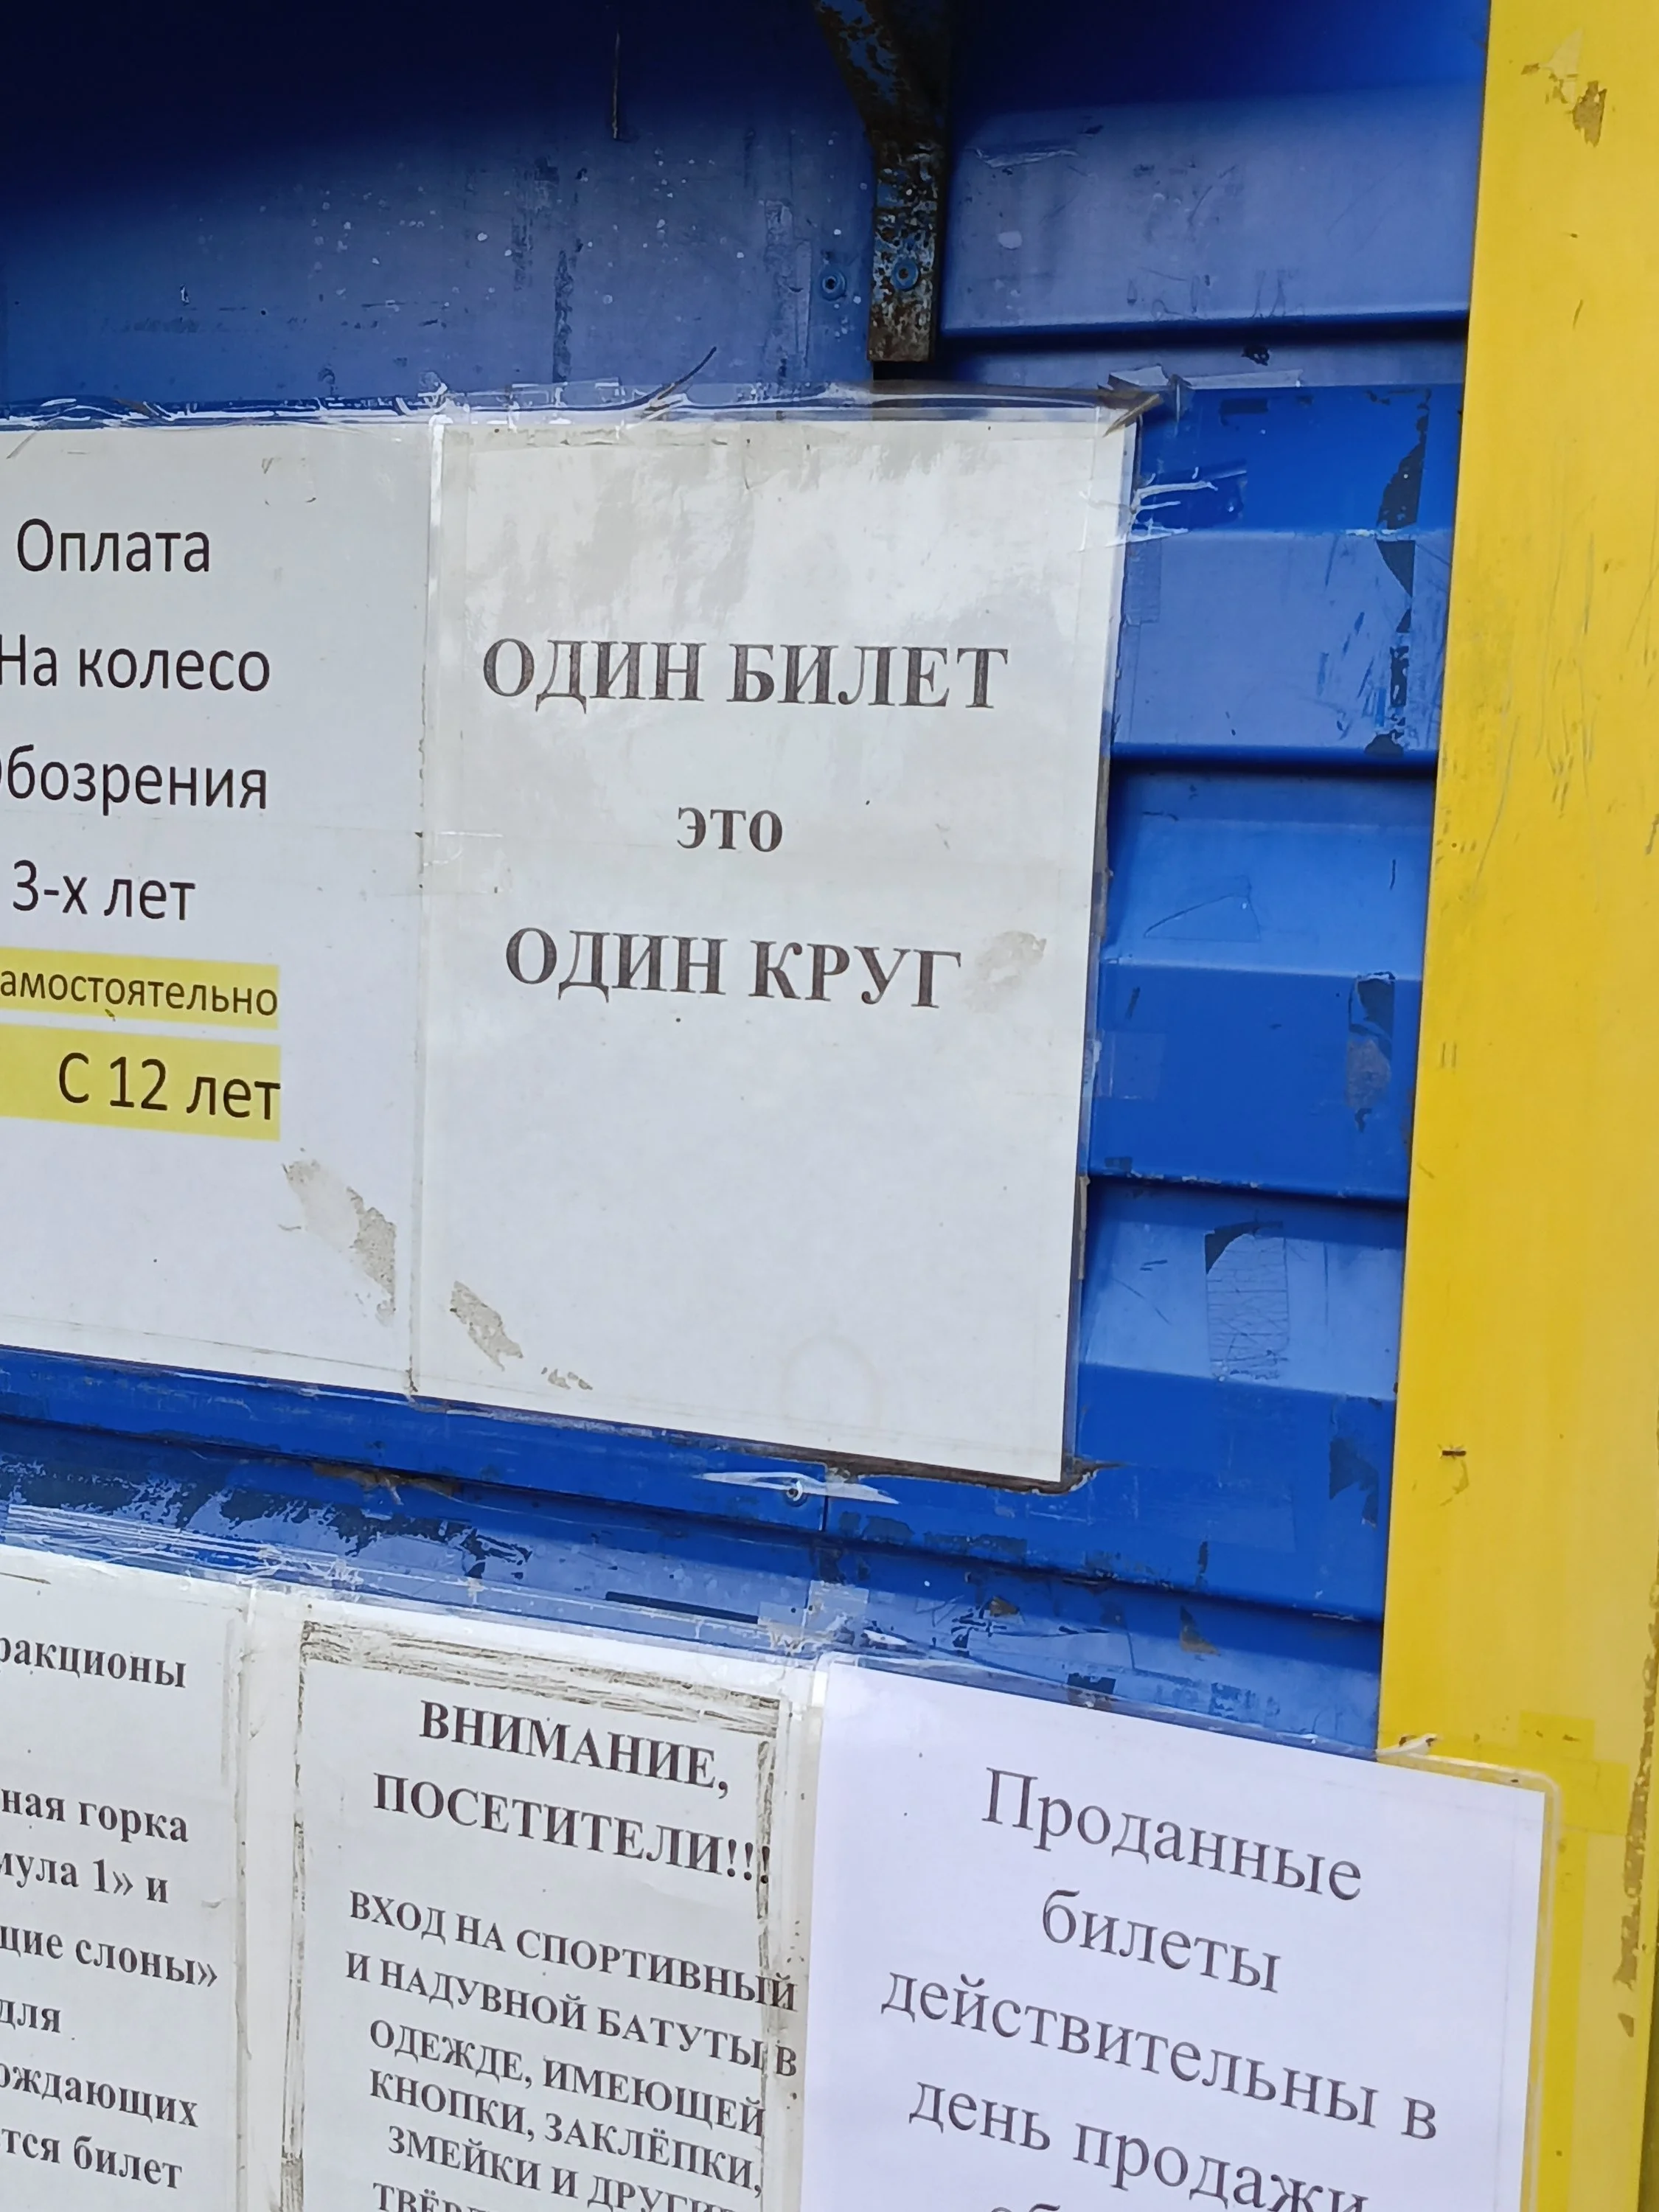 Оплата
На колесо
Обозрения
3-х лет
амостоятельно
С 12 лет
ОДИН БИЛЕТ
это
ОДИН КРУГ
ракционы
ная горка
мула 1» и
щие слоны»
для
ождающих
тся билет
ВНИМАНИЕ,
ПОСЕТИТЕЛИ!!!
ВХОД НА СПОРТИВНЫЙ
И НАДУВНОЙ БАТУТЫ В
ОДЕЖДЕ, ИМЕЮЩЕЙ
КНОПКИ, ЗАКЛЁПКИ,
ЗМЕЙКИ И
Проданные
билеты
действительны в
день продажи